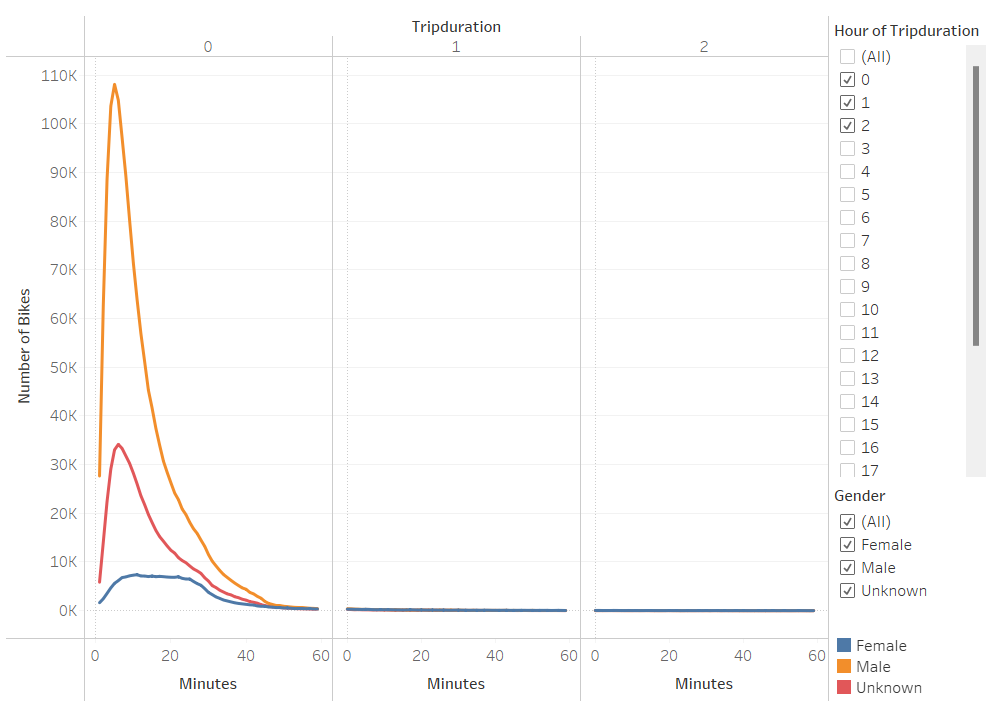 Tripduration
0 1 2
110K
100K
90K
80K
70K
60K
50K
40K
30K
20K
10K
0K
Number of Bikes
0 20 40 60 0 20 40 60 0 20 40 60
Minutes Minutes Minutes
Hour of Tripduration
(All)
0
1
2
3
4
5
6
7
8
9
10
11
12
13
14
15
16
17
Gender
(All)
Female
Male
Unknown
Female
Male
Unknown